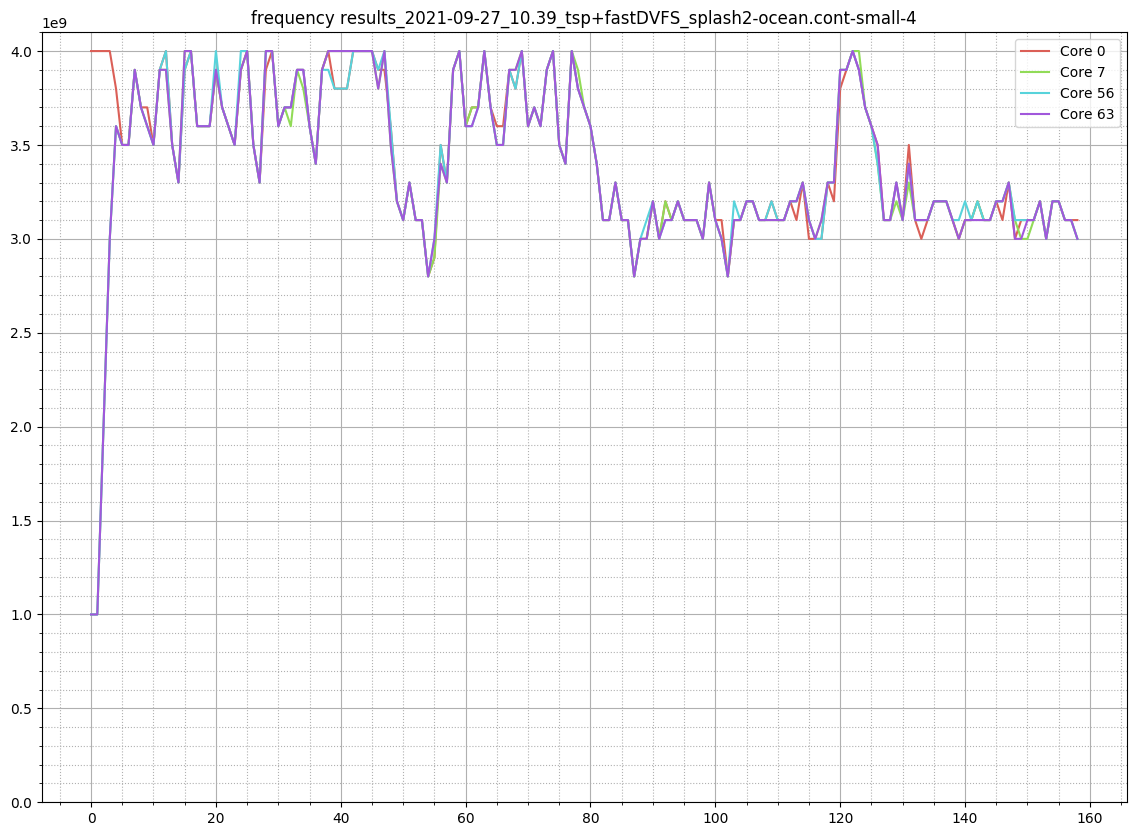 frequency results_2021-09-27_10.39_tsp+fastDVFS_splash2-ocean.cont-small-4
1e9
Core 0
Core 7
Core 56
Core 63
4.0
3.5
3.0
2.5
2.0
1.5
1.0
0.5
0.0
0 20 40 60 80 100 120 140 160